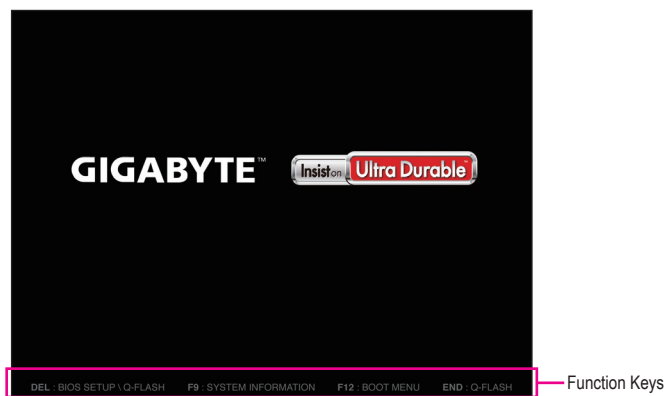 GIGABYTE™ Insist on Ultra Durable™
DEL : BIOS SETUP \ Q-FLASH F9 : SYSTEM INFORMATION F12 : BOOT MENU END : Q-FLASH
Function Keys